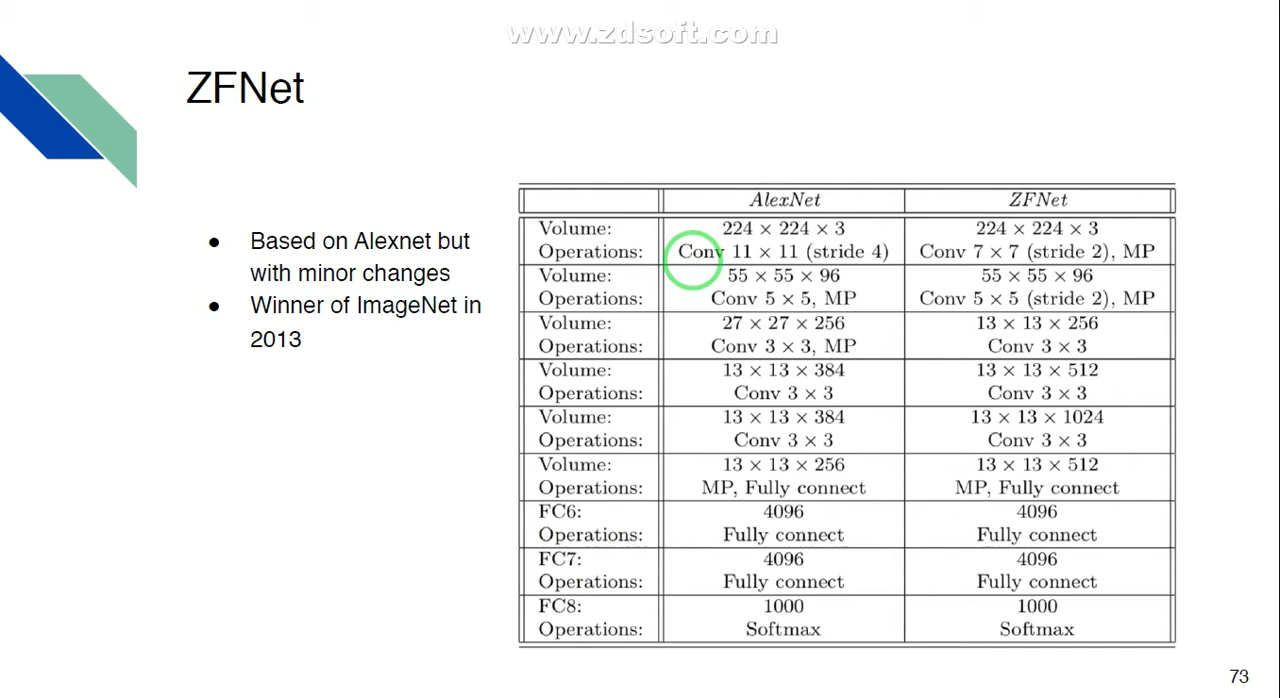 www.zdsoft.com
ZFNet
● Based on Alexnet but
with minor changes
● Winner of ImageNet in
2013
AlexNet ZFNet
Volume: 224 × 224 × 3 224 × 224 × 3
Operations: Conv 11 × 11 (stride 4) Conv 7 × 7 (stride 2), MP
Volume: 55 × 55 × 96 55 × 55 × 96
Operations: Conv 5 × 5, MP Conv 5 × 5 (stride 2), MP
Volume: 27 × 27 × 256 13 × 13 × 256
Operations: Conv 3 × 3, MP Conv 3 × 3
Volume: 13 × 13 × 384 13 × 13 × 512
Operations: Conv 3 × 3 Conv 3 × 3
Volume: 13 × 13 × 384 13 × 13 × 1024
Operations: Conv 3 × 3 Conv 3 × 3
Volume: 13 × 13 × 256 13 × 13 × 512
Operations: MP, Fully connect MP, Fully connect
FC6: 4096 4096
Operations: Fully connect Fully connect
FC7: 4096 4096
Operations: Fully connect Fully connect
FC8: 1000 1000
Operations: Softmax Softmax
73